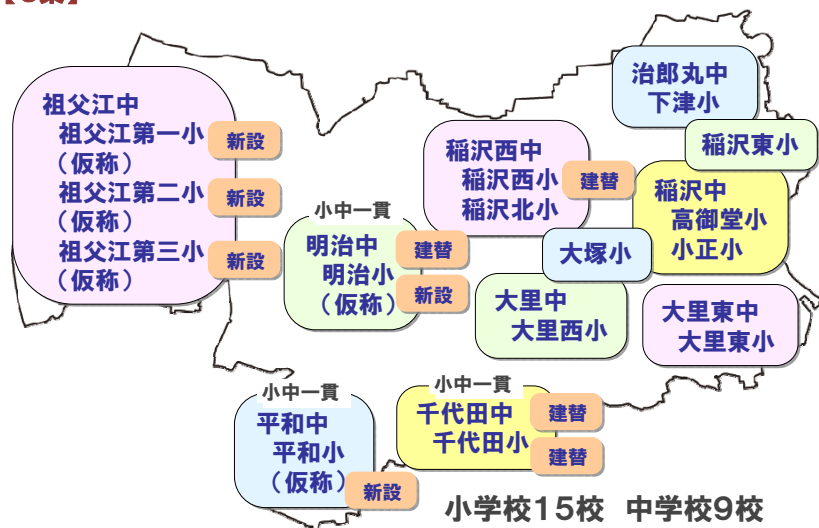 祖父江中
祖父江第一小
(仮称)
新設
祖父江第二小
(仮称)
新設
祖父江第三小
(仮称)
新設
小中一貫
明治中
建替
明治小
(仮称)
新設
稲沢西中
稲沢西小
建替
稲沢北小
治郎丸中
下津小
稲沢東小
稲沢中
高御堂小
小正小
大塚小
大里中
大里西小
大里東中
大里東小
小中一貫
平和中
平和小
(仮称)
新設
小中一貫
千代田中
建替
千代田小
建替
小学校15校 中学校9校